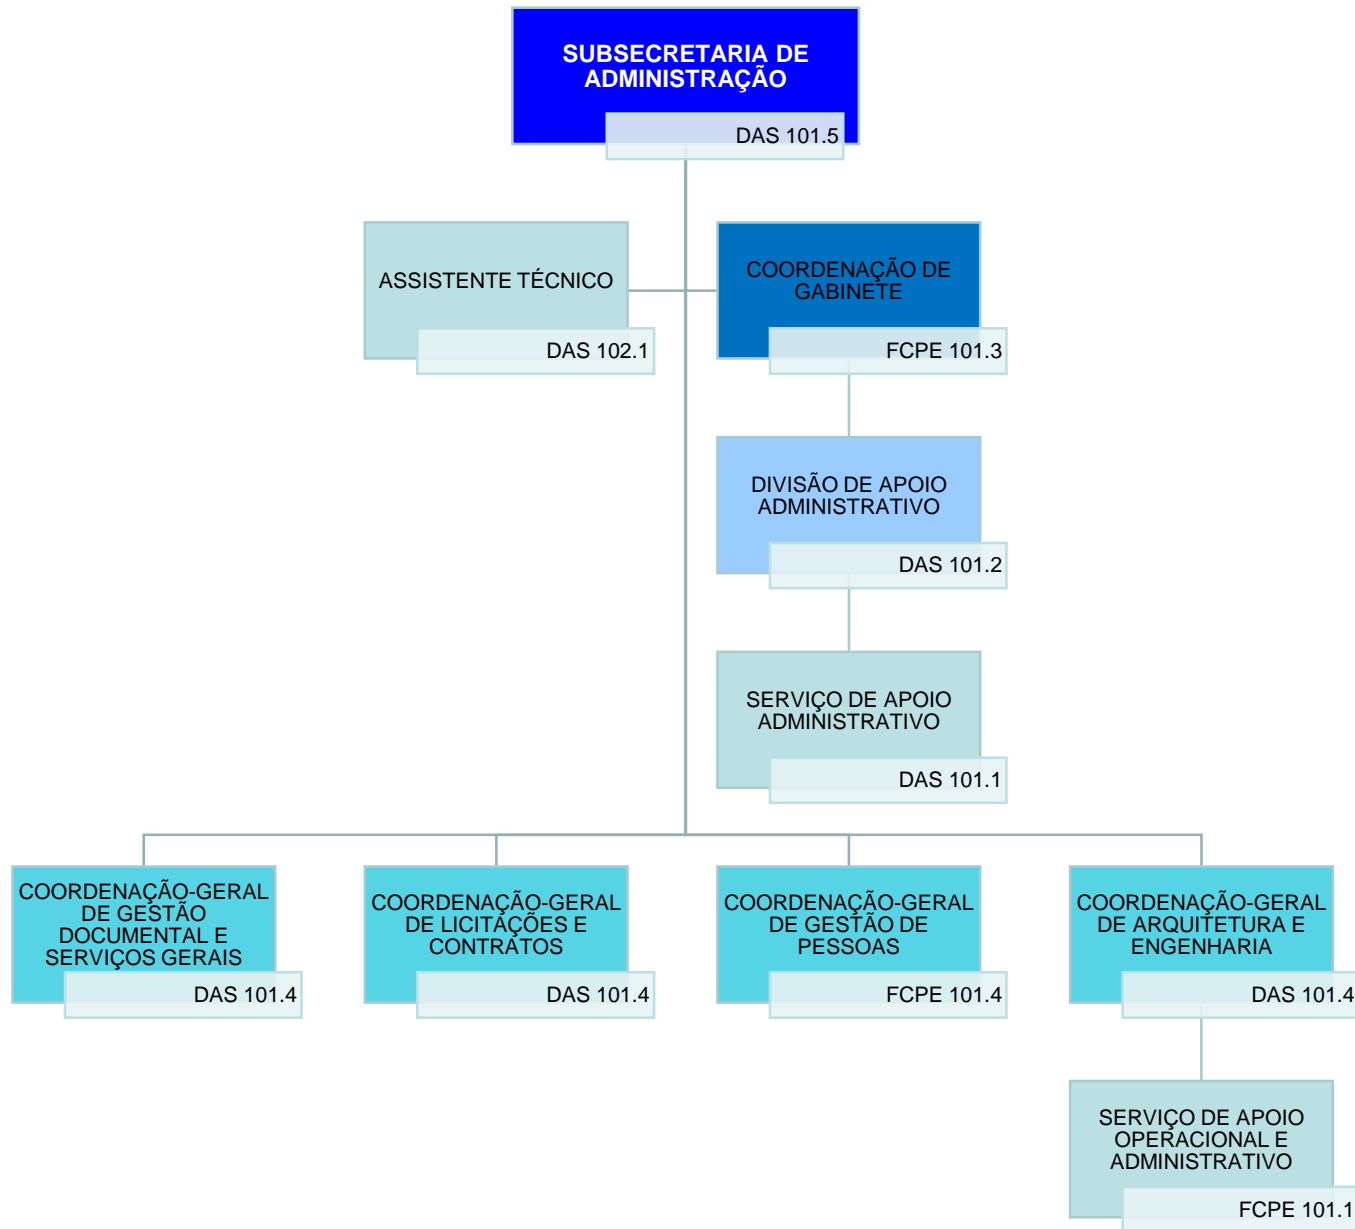 SUBSECRETARIA DE
ADMINISTRAÇÃO
DAS 101.5
ASSISTENTE TÉCNICO
DAS 102.1
COORDENAÇÃO DE
GABINETE
FCPE 101.3
DIVISÃO DE APOIO
ADMINISTRATIVO
DAS 101.2
SERVIÇO DE APOIO
ADMINISTRATIVO
DAS 101.1
COORDENAÇÃO-GERAL
DE GESTÃO
DOCUMENTAL E
SERVIÇOS GERAIS
DAS 101.4
COORDENAÇÃO-GERAL
DE LICITAÇÕES E
CONTRATOS
DAS 101.4
COORDENAÇÃO-GERAL
DE GESTÃO DE
PESSOAS
FCPE 101.4
COORDENAÇÃO-GERAL
DE ARQUITETURA E
ENGENHARIA
DAS 101.4
SERVIÇO DE APOIO
OPERACIONAL E
ADMINISTRATIVO
FCPE 101.1